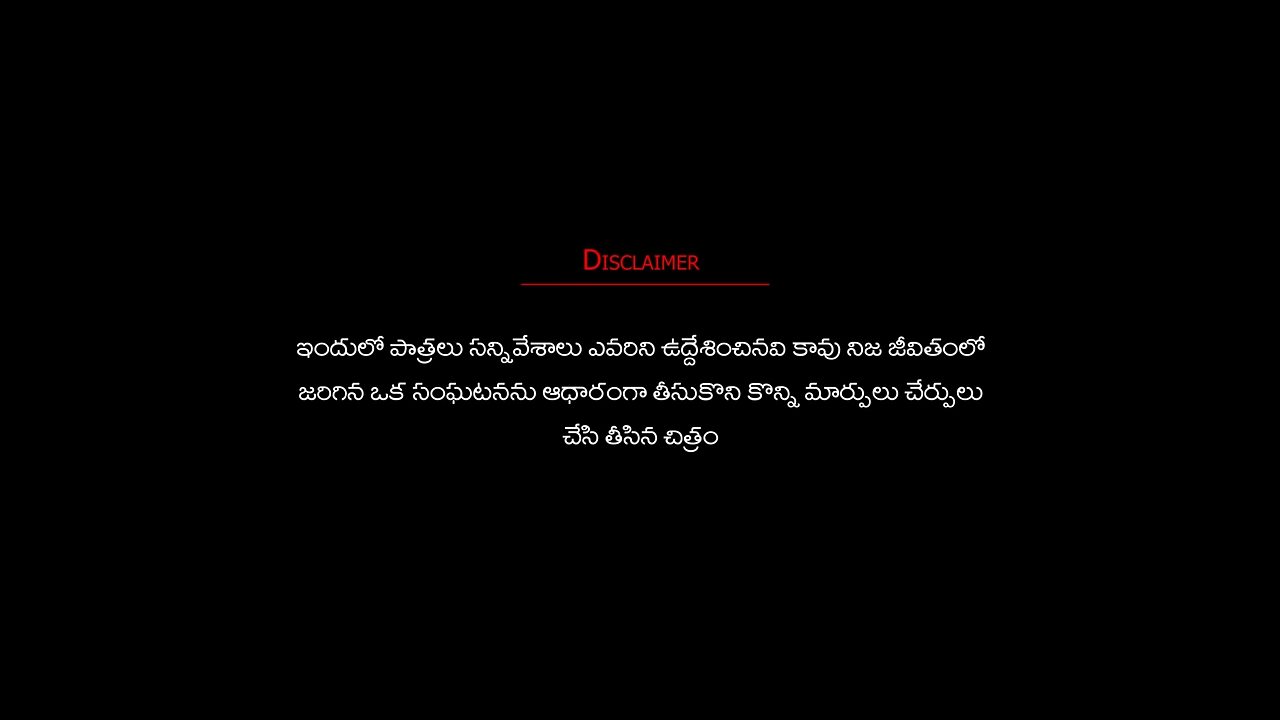 DISCLAIMER
ఇందులో పాత్రలు సన్నివేశాలు ఎవరిని ఉద్దేశించినవి కావు నిజ జీవితంలో
జరిగిన ఒక సంఘటనను ఆధారంగా తీసుకొని కొన్ని మార్పులు చేర్పులు
చేసి తీసిన చిత్రం